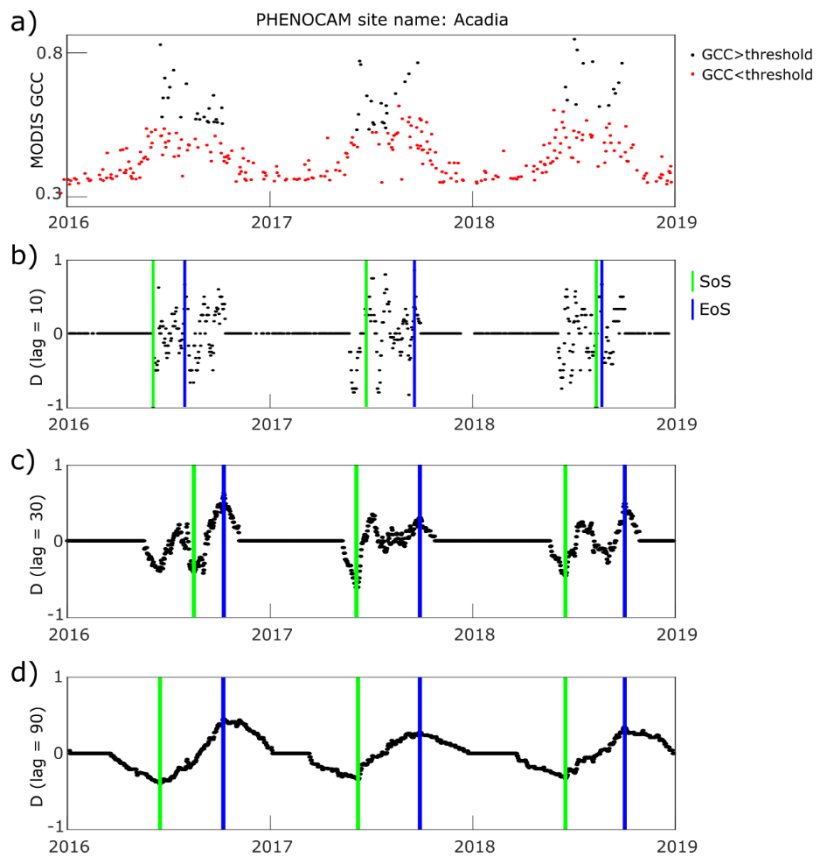 PHENOCAM site name: Acadia
a)
MODIS GCC
0.8
0.3
2016 2017 2018 2019
GCC>threshold
GCC<threshold
b)
D (lag = 10)
1
0
-1
2016 2017 2018 2019
SoS
EoS
c)
D (lag = 30)
1
0
-1
2016 2017 2018 2019
d)
D (lag = 90)
1
0
-1
2016 2017 2018 2019